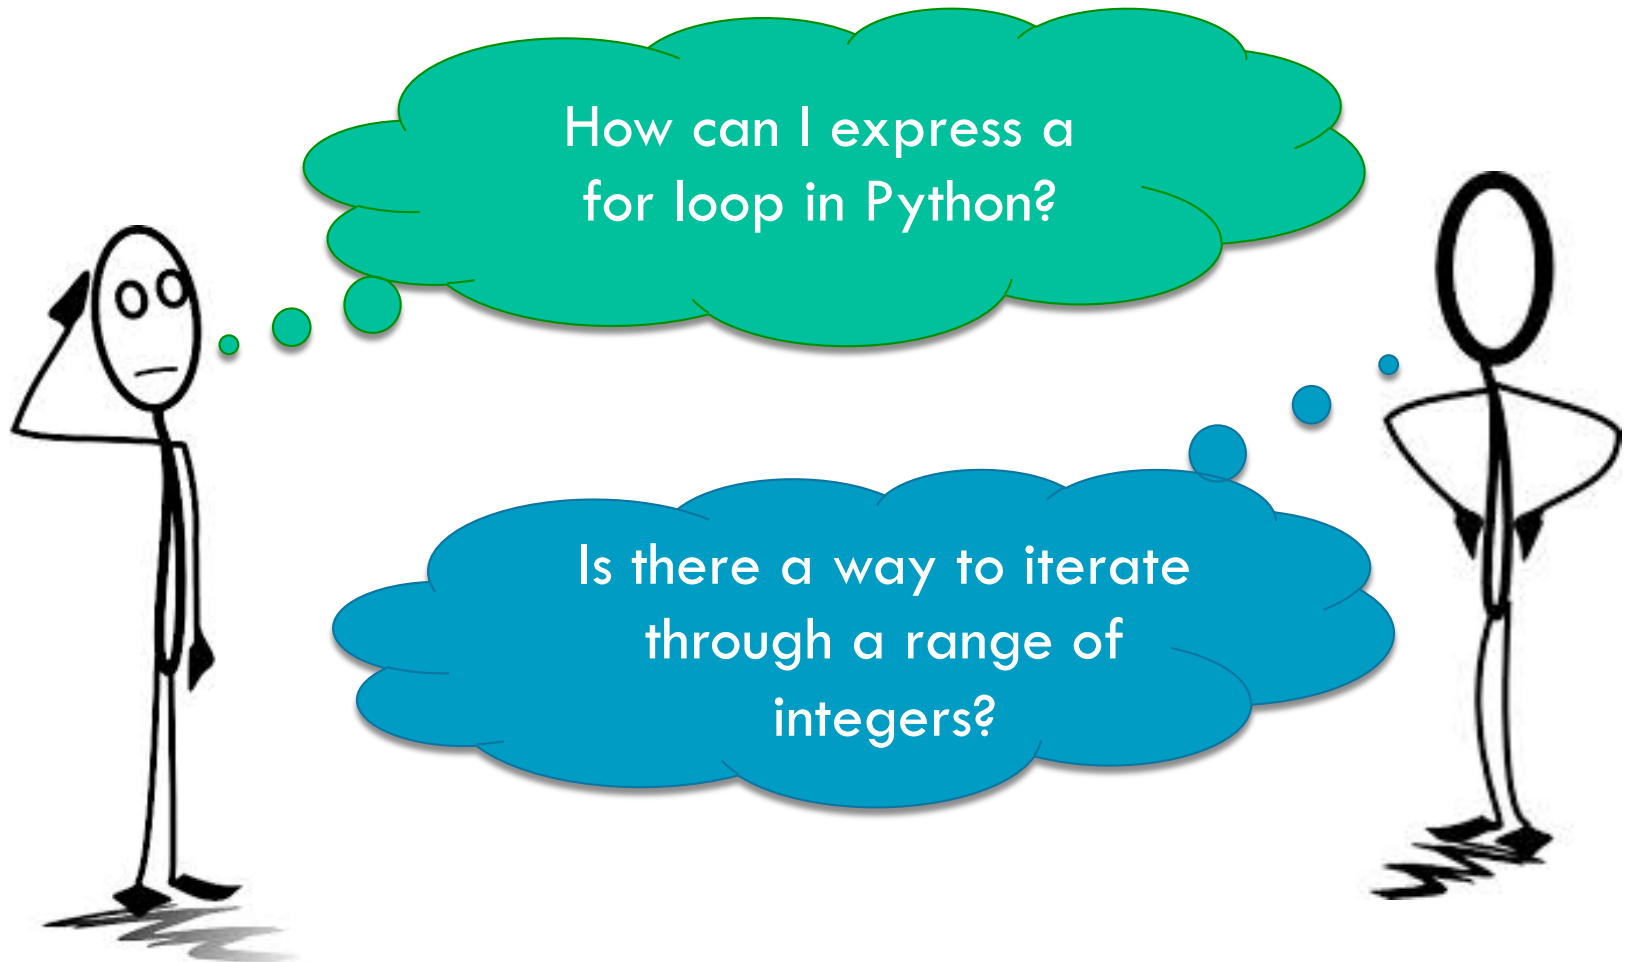 How can I express a
for loop in Python?
Is there a way to iterate
through a range of
integers?